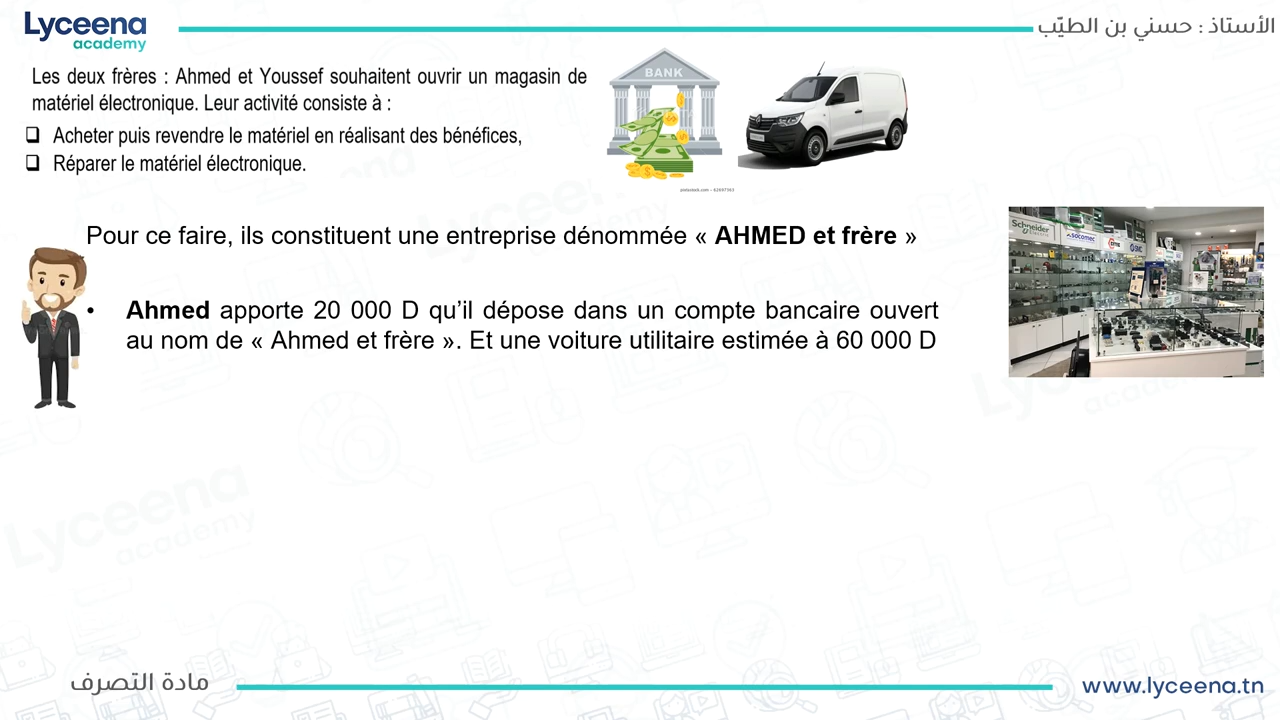 Lyceena
academy
الأستاذ : حسني بن الطيّب
Les deux frères : Ahmed et Youssef souhaitent ouvrir un magasin de
matériel électronique. Leur activité consiste à :
❑ Acheter puis revendre le matériel en réalisant des bénéfices,
❑ Réparer le matériel électronique.
BANK
Pour ce faire, ils constituent une entreprise dénommée « AHMED et frère »
• Ahmed apporte 20 000 D qu’il dépose dans un compte bancaire ouvert
au nom de « Ahmed et frère ». Et une voiture utilitaire estimée à 60 000 D
Schneider
socomec
Lyceena
academy
مادة التصرف
www.lyceena.tn